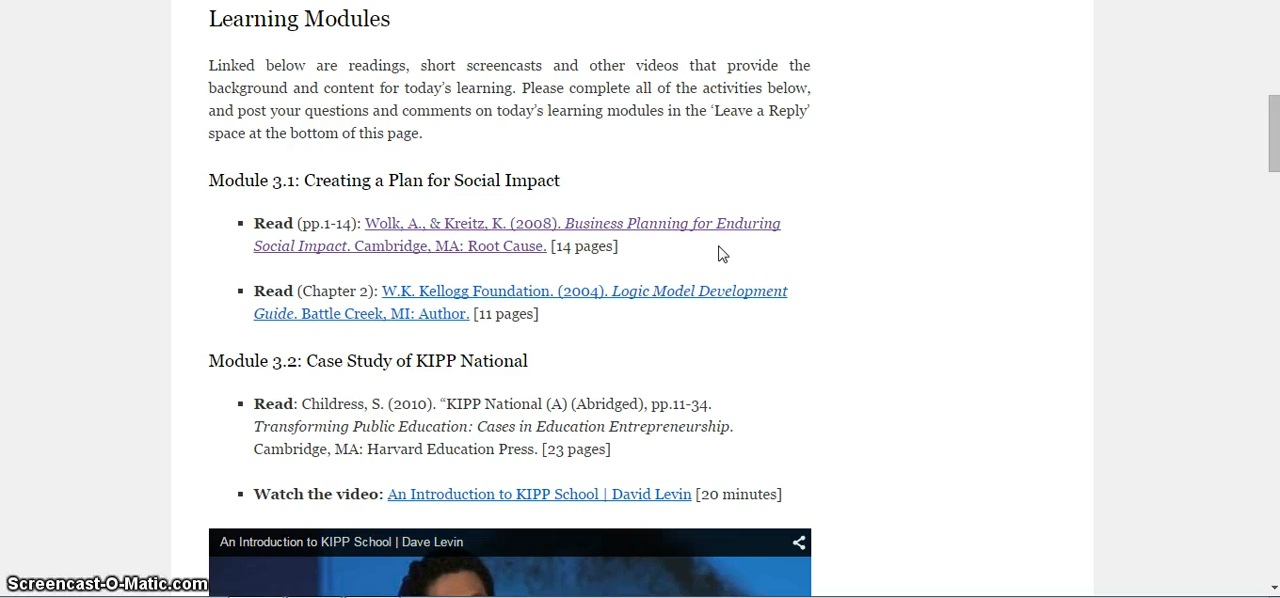 Learning Modules
Linked below are readings, short screencasts and other videos that provide the
background and content for today's learning. Please complete all of the activities below,
and post your questions and comments on today's learning modules in the 'Leave a Reply'
space at the bottom of this page.
Module 3.1: Creating a Plan for Social Impact
▪ Read (pp.1-14): Wolk, A., & Kreitz, K. (2008). Business Planning for Enduring
Social Impact. Cambridge, MA: Root Cause. [14 pages]
▪ Read (Chapter 2): W.K. Kellogg Foundation. (2004). Logic Model Development
Guide. Battle Creek, MI: Author. [11 pages]
Module 3.2: Case Study of KIPP National
▪ Read: Childress, S. (2010). “KIPP National (A) (Abridged), pp.11-34.
Transforming Public Education: Cases in Education Entrepreneurship.
Cambridge, MA: Harvard Education Press. [23 pages]
▪ Watch the video: An Introduction to KIPP School | David Levin [20 minutes]
An Introduction to KIPP School | Dave Levin
Screencast-O-Matic.com